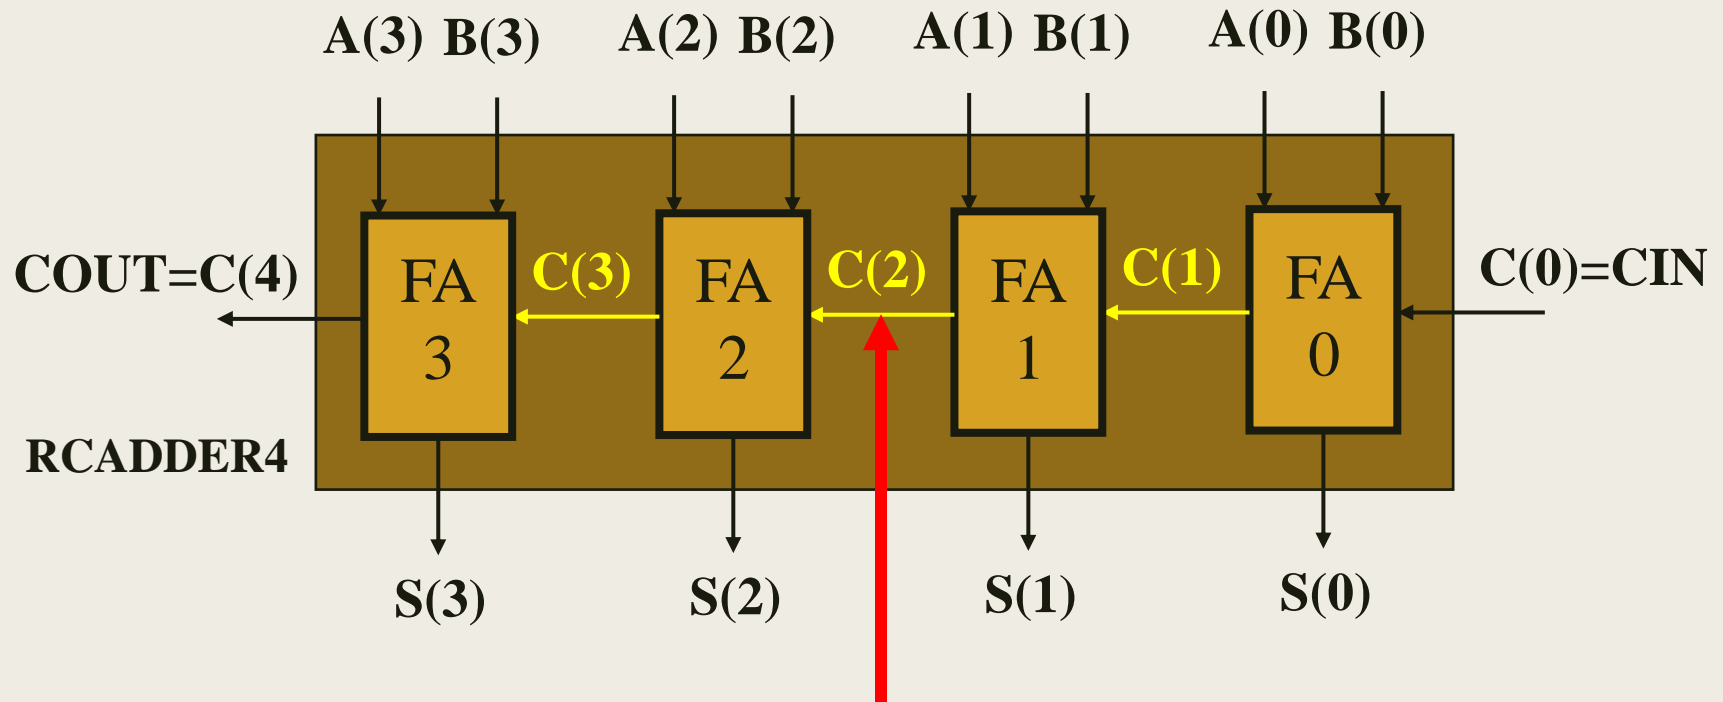 A(3) B(3) A(2) B(2) A(1) B(1) A(0) B(0)
COUT=C(4) FA 3 C(3) FA 2 C(2) FA 1 C(1) FA 0 C(0)=CIN
RCADDER4
S(3) S(2) S(1) S(0)